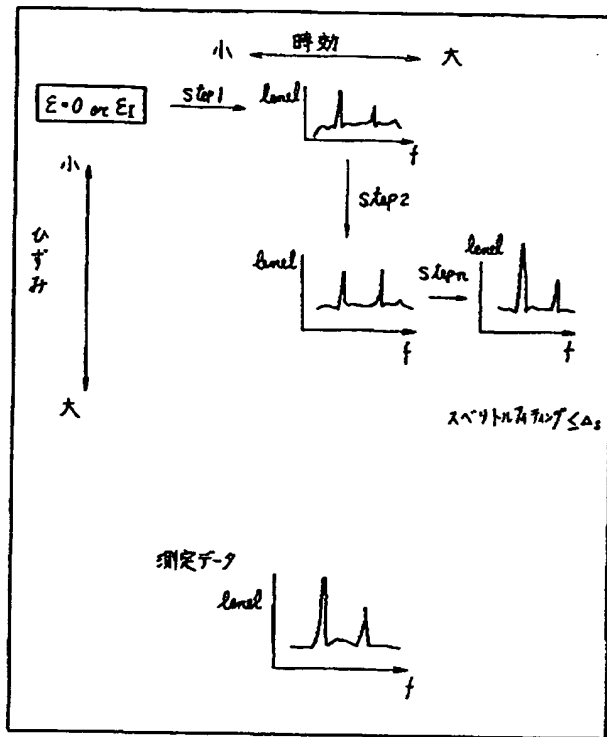 小 時効 大
ε=0 or εI
step1
level
f
小
ひずみ
大
step2
level
f
stepn
level
f
スペクトルフィティング≦Δs
測定データ
level
f